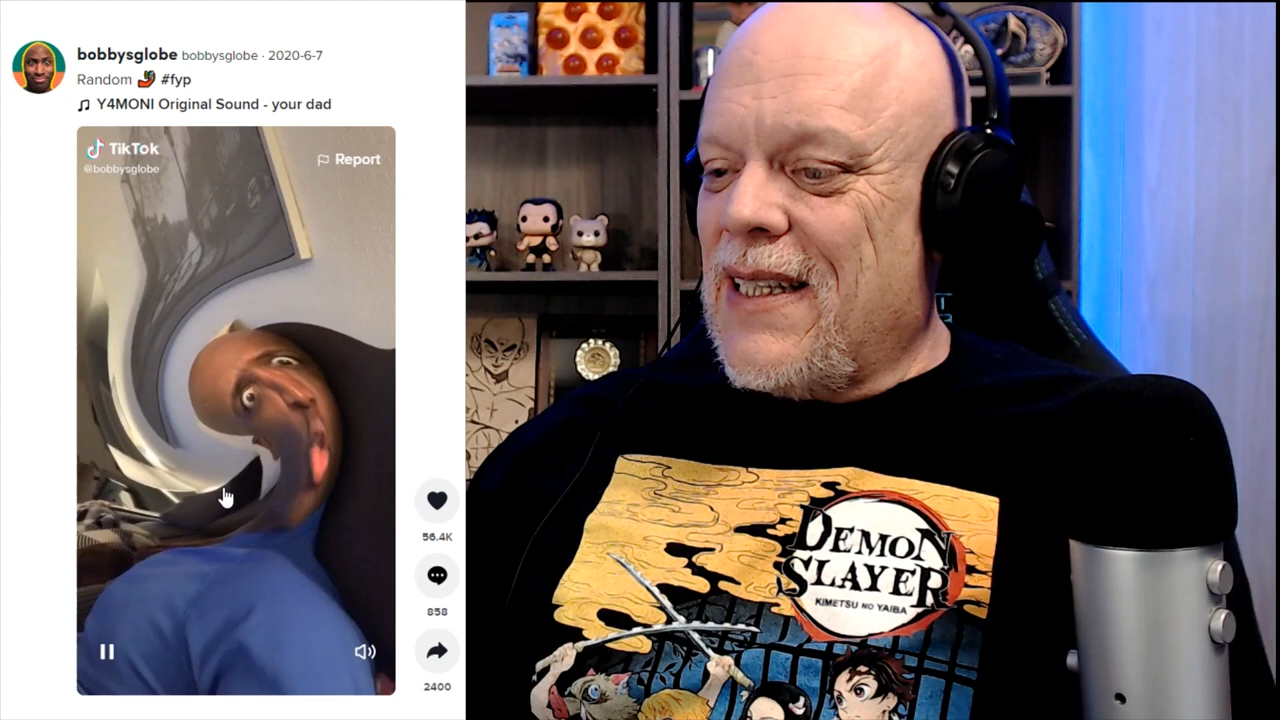 bobbysglobe bobbysglobe · 2020-6-7
Random 🌶️ #fyp
♫ Y4MONI Original Sound - your dad
TikTok
@bobbysglobe
Report
56.4K
858
2400
DEMON
SLAYER
KIMETSU NO YAIBA